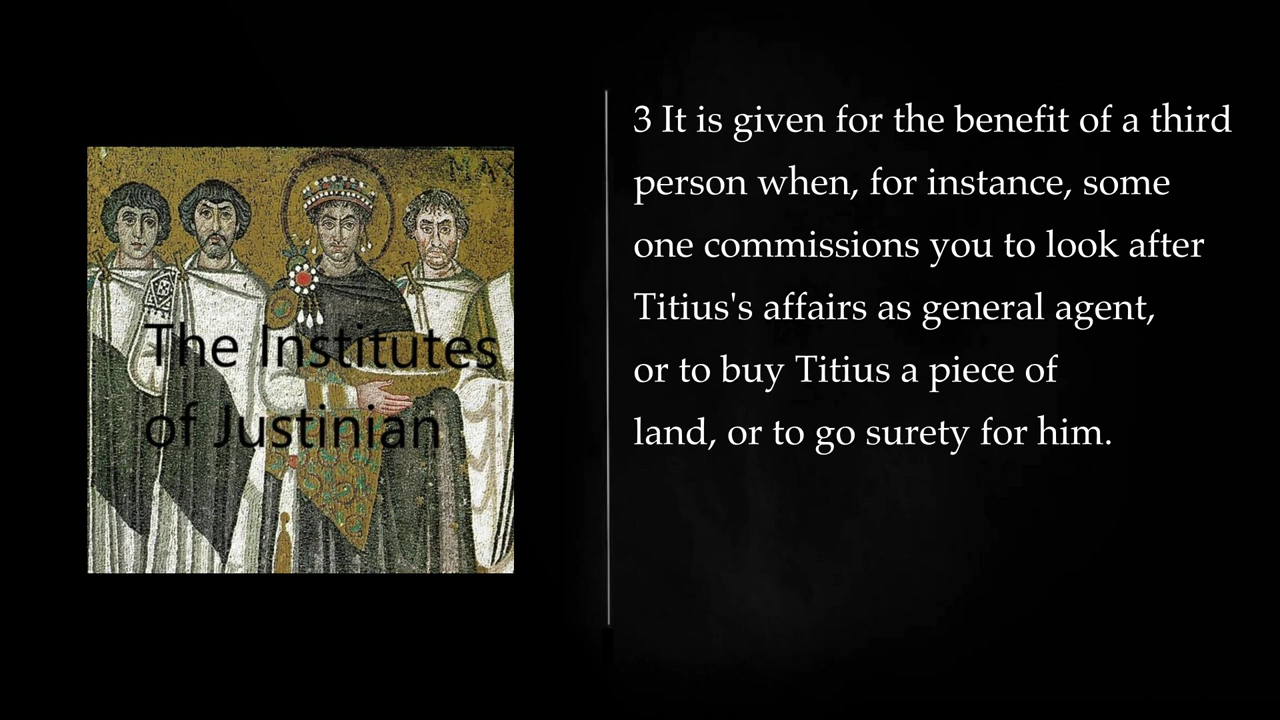 The Institutes
of Justinian
3 It is given for the benefit of a third
person when, for instance, some
one commissions you to look after
Titius's affairs as general agent,
or to buy Titius a piece of
land, or to go surety for him.